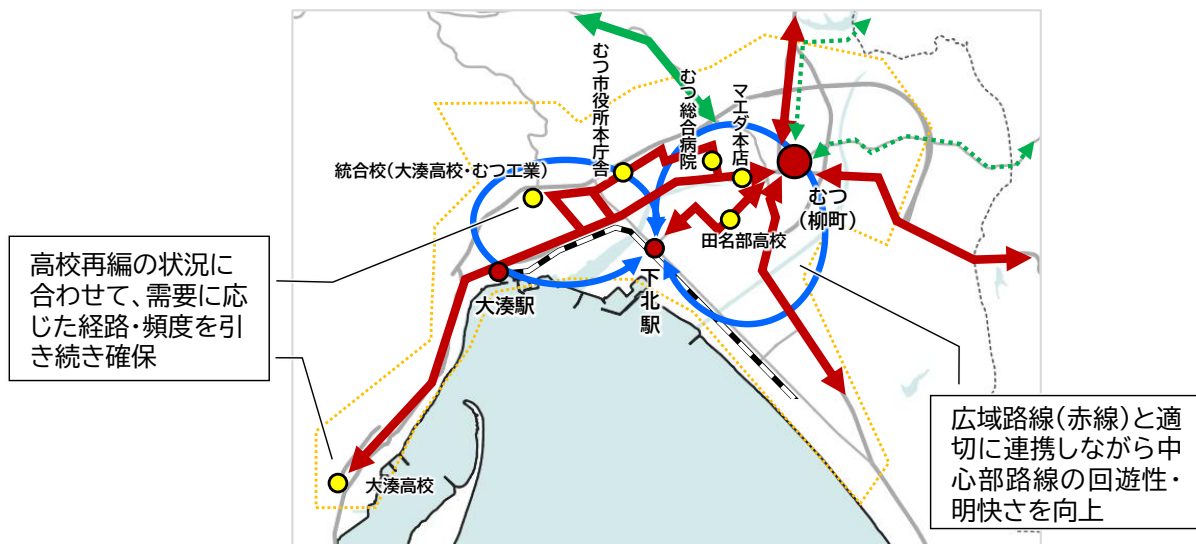 むつ市役所本庁舎
むつ総合病院
マエダ本店
統合校(大湊高校・むつ工業)
むつ
(柳町)
田名部高校
大湊駅
下北駅
大湊高校
高校再編の状況に
合わせて、需要に応
じた経路・頻度を引
き続き確保
広域路線(赤線)と適
切に連携しながら中
心部路線の回遊性・
明快さを向上